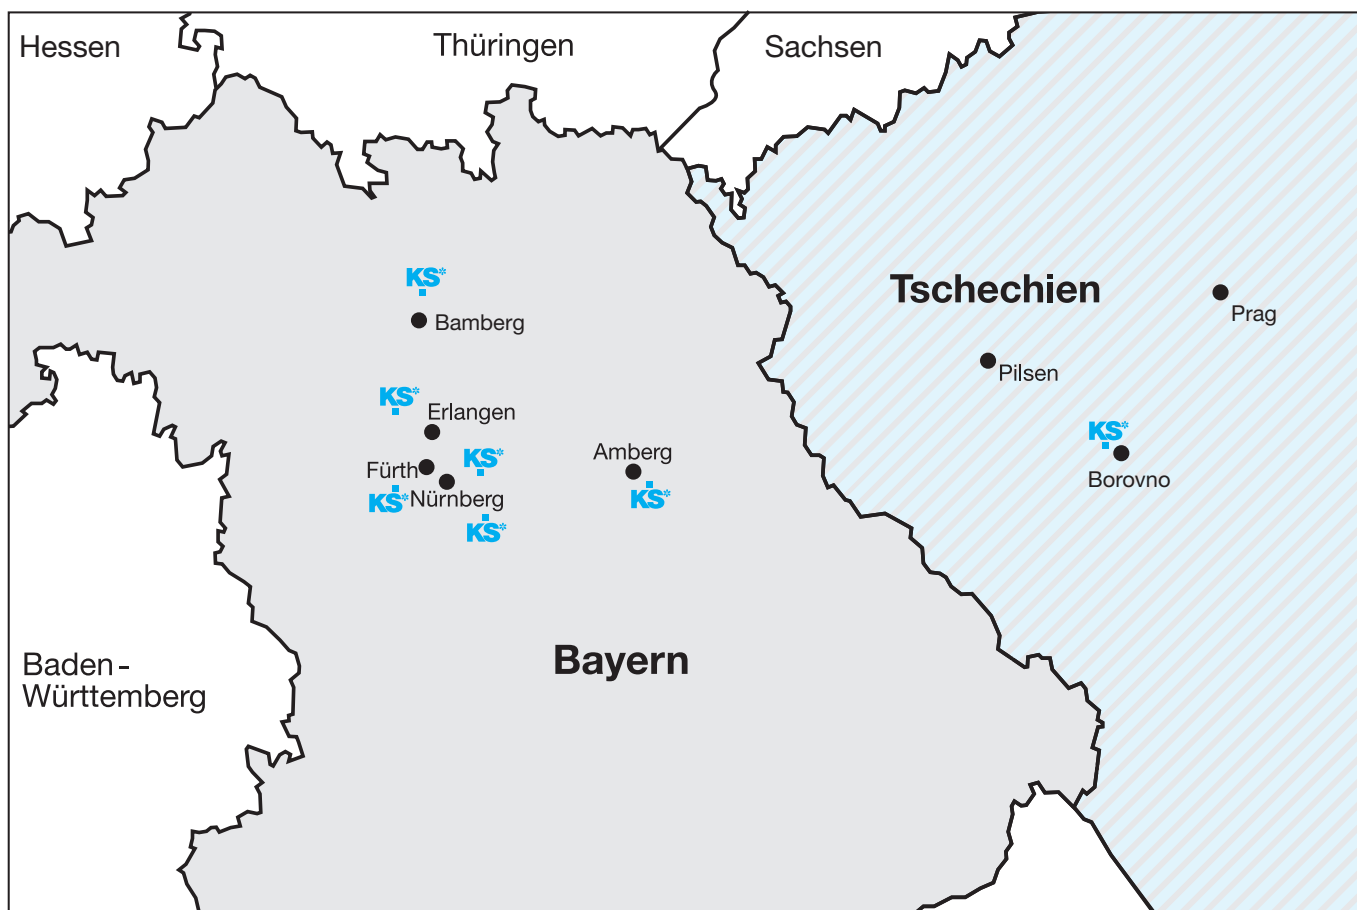 Hessen
Thüringen
Sachsen
KS*
Bamberg
Tschechien
Prag
Pilsen
KS*
Erlangen
KS*
Borovno
Amberg
KS*
Fürth
KS*
Nürnberg
KS*
KS*
Bayern
Baden-
Württemberg